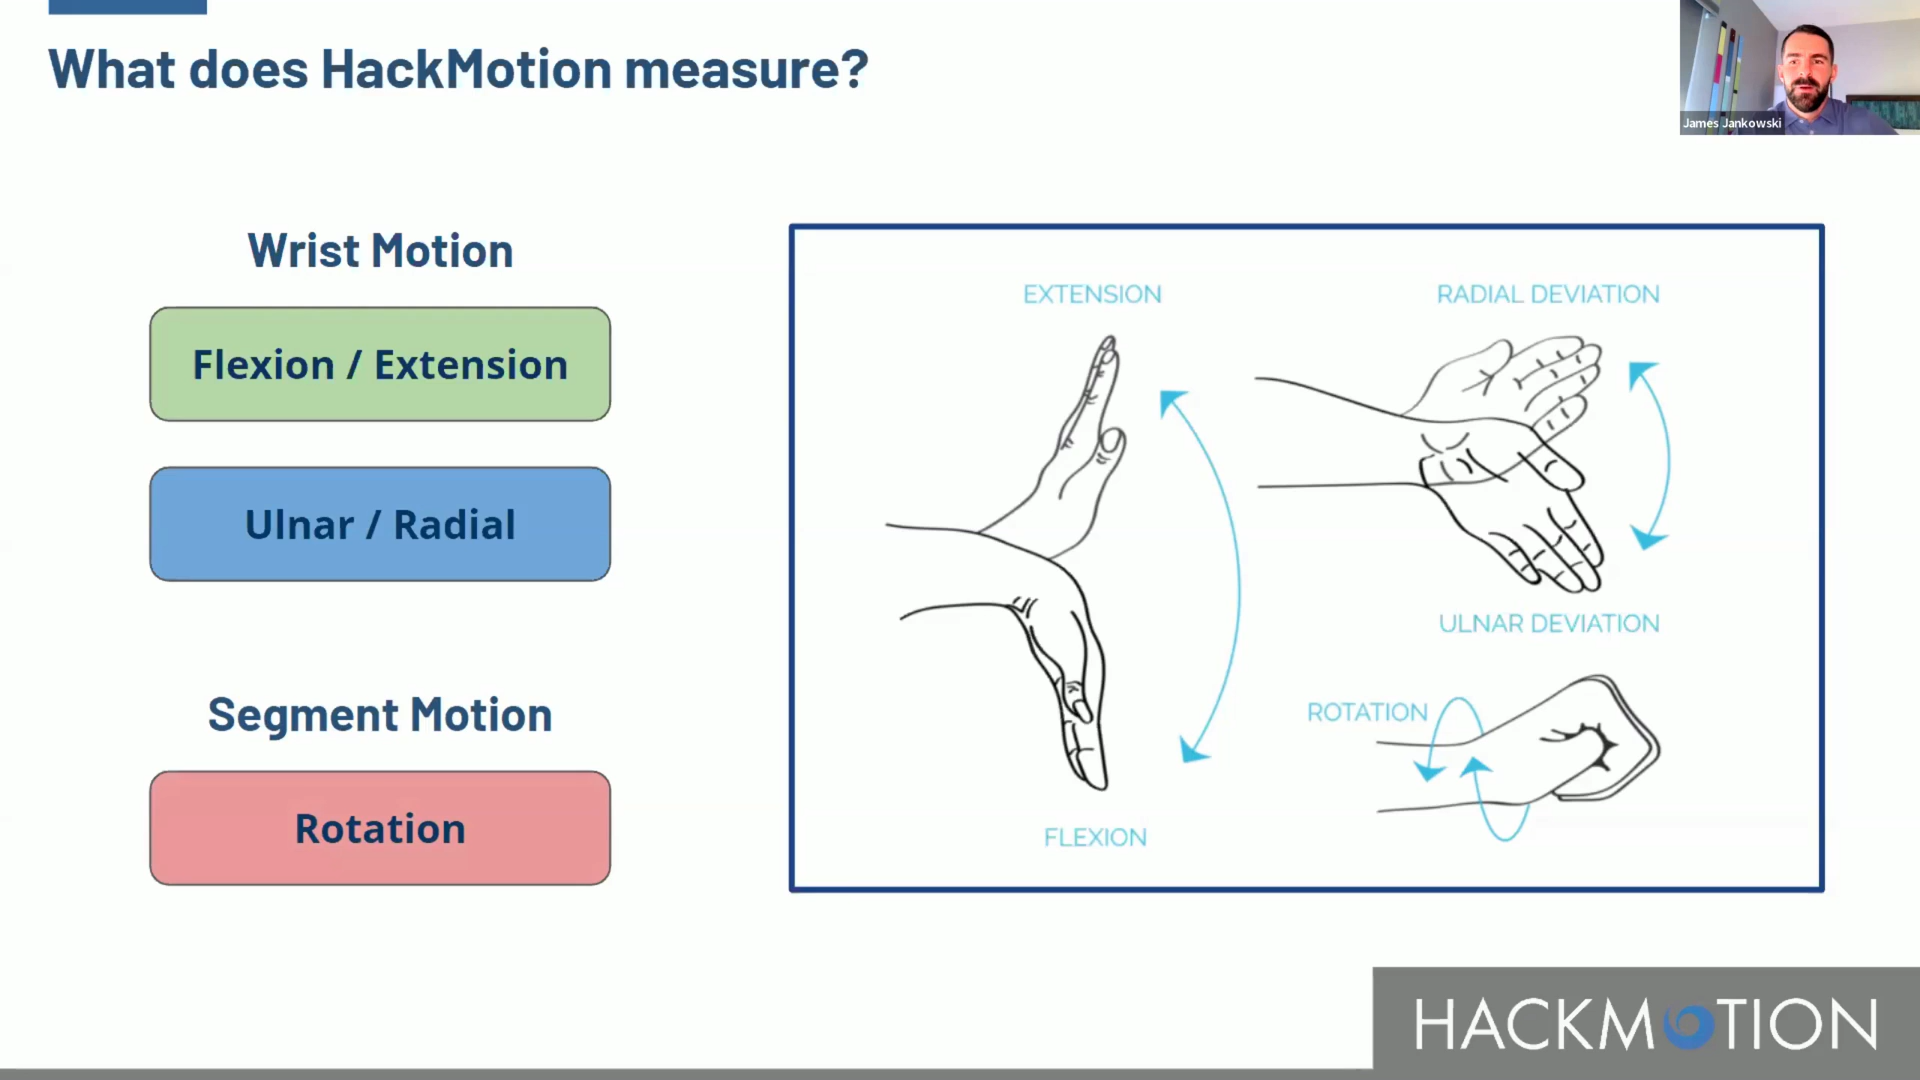 What does HackMotion measure?
James Jankowski
Wrist Motion
Flexion / Extension
Ulnar / Radial
Segment Motion
Rotation
EXTENSION
RADIAL DEVIATION
ULNAR DEVIATION
ROTATION
FLEXION
HACKMOTION